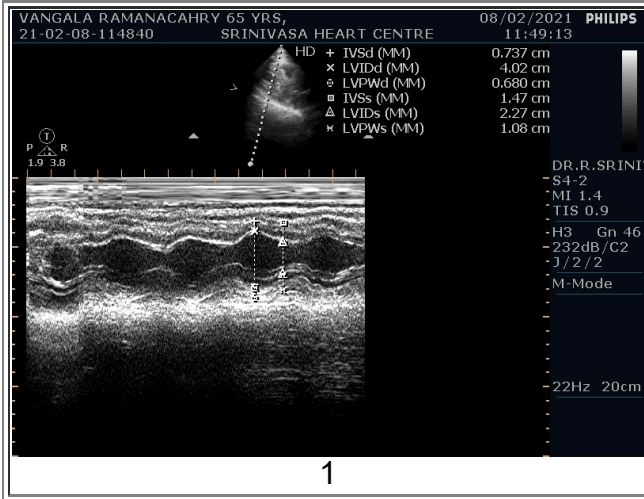 VANGALA RAMANACAHRY 65 YRS, 08/02/2021 PHILIPS
21-02-08-114840 SRINIVASA HEART CENTRE 11:49:13
HD + IVSd (MM) 0.737 cm
× LVIDd (MM) 4.02 cm
LVPWd (MM) 0.680 cm
IVSs (MM) 1.47 cm
LVIDs (MM) 2.27 cm
LVPWs (MM) 1.08 cm
T
P R
1.9 3.8
DR.R.SRINI
S4-2
MI 1.4
TIS 0.9
H3 Gn 46
232dB/C2
J/2/2
M-Mode
22Hz 20cm
1